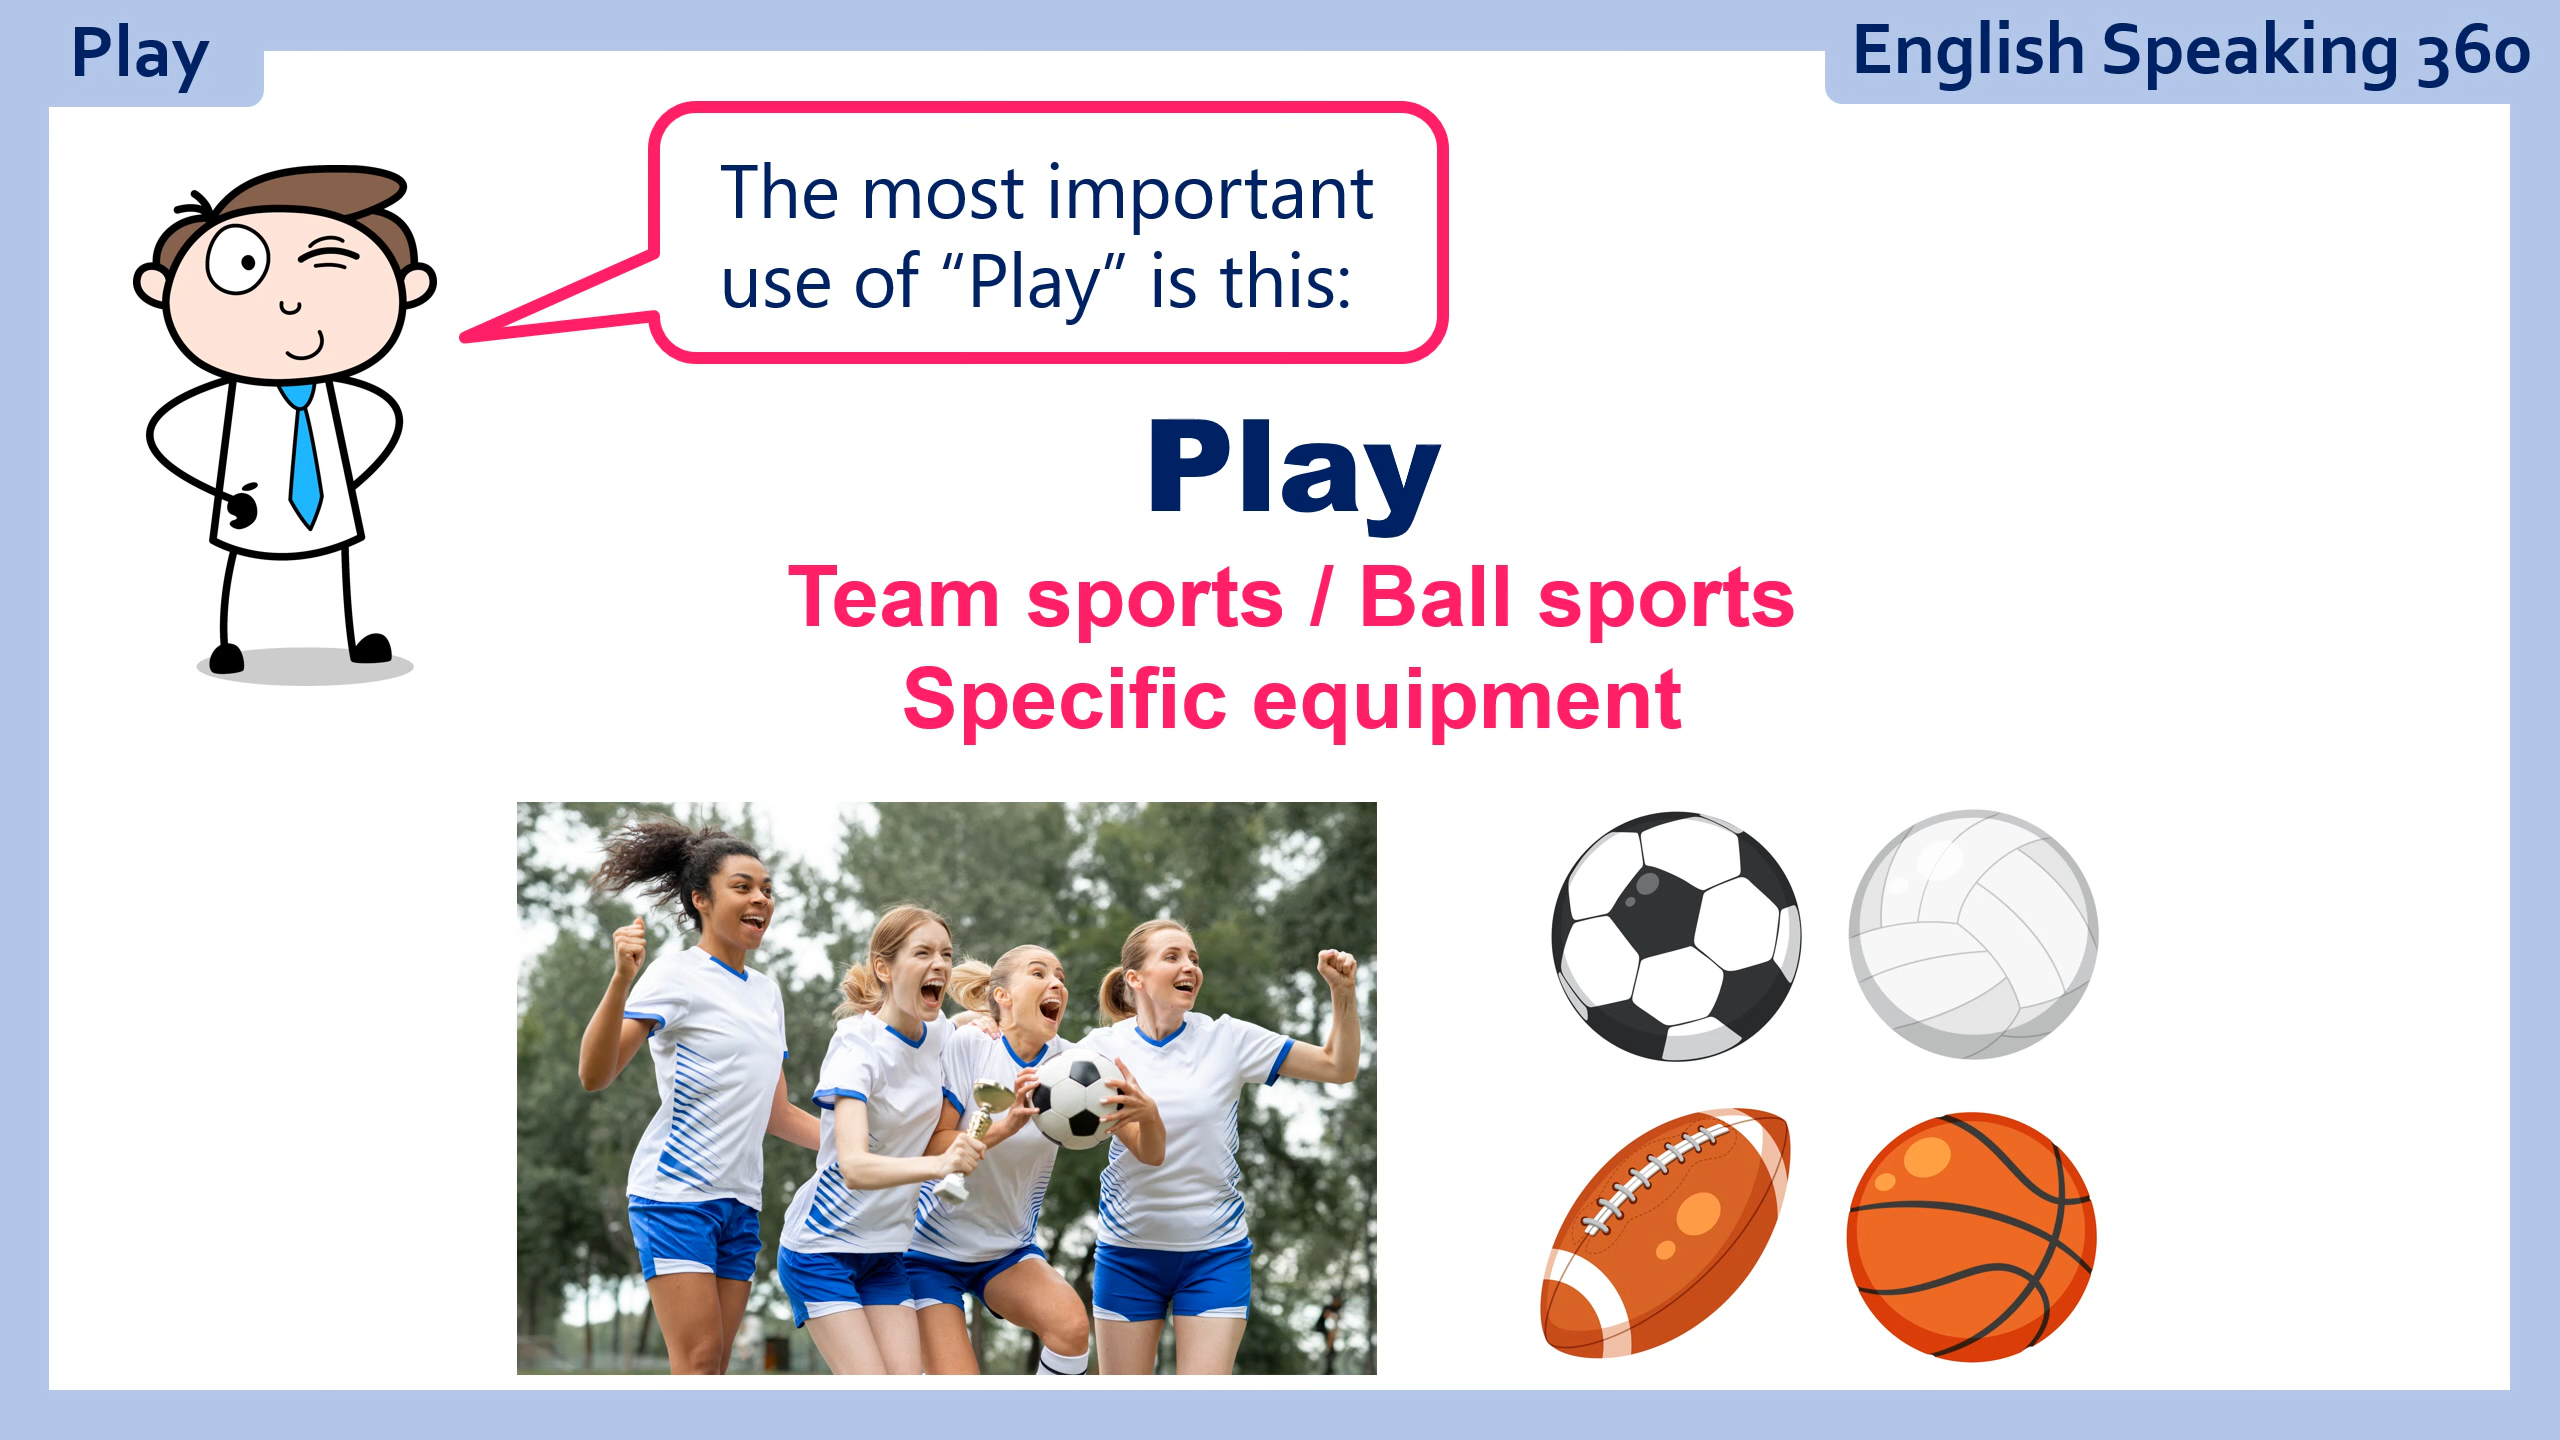 Play
English Speaking 360
The most important
use of “Play” is this:
Play
Team sports / Ball sports
Specific equipment